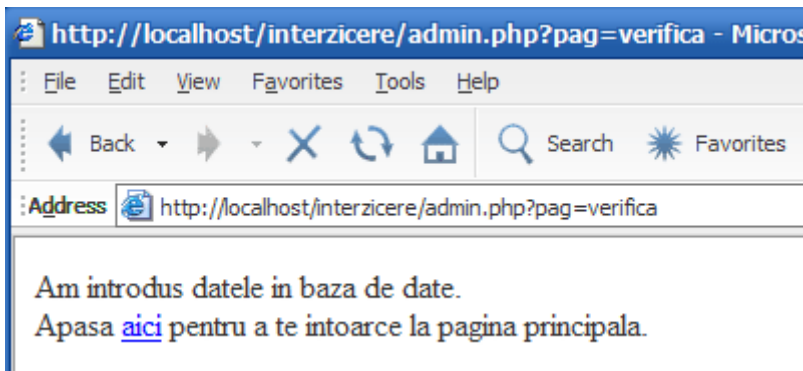 http://localhost/interzicere/admin.php?pag=verifica - Micros
File Edit View Favorites Tools Help
Back Search Favorites
Address http://localhost/interzicere/admin.php?pag=verifica
Am introdus datele in baza de date.
Apasa aici pentru a te intoarce la pagina principala.